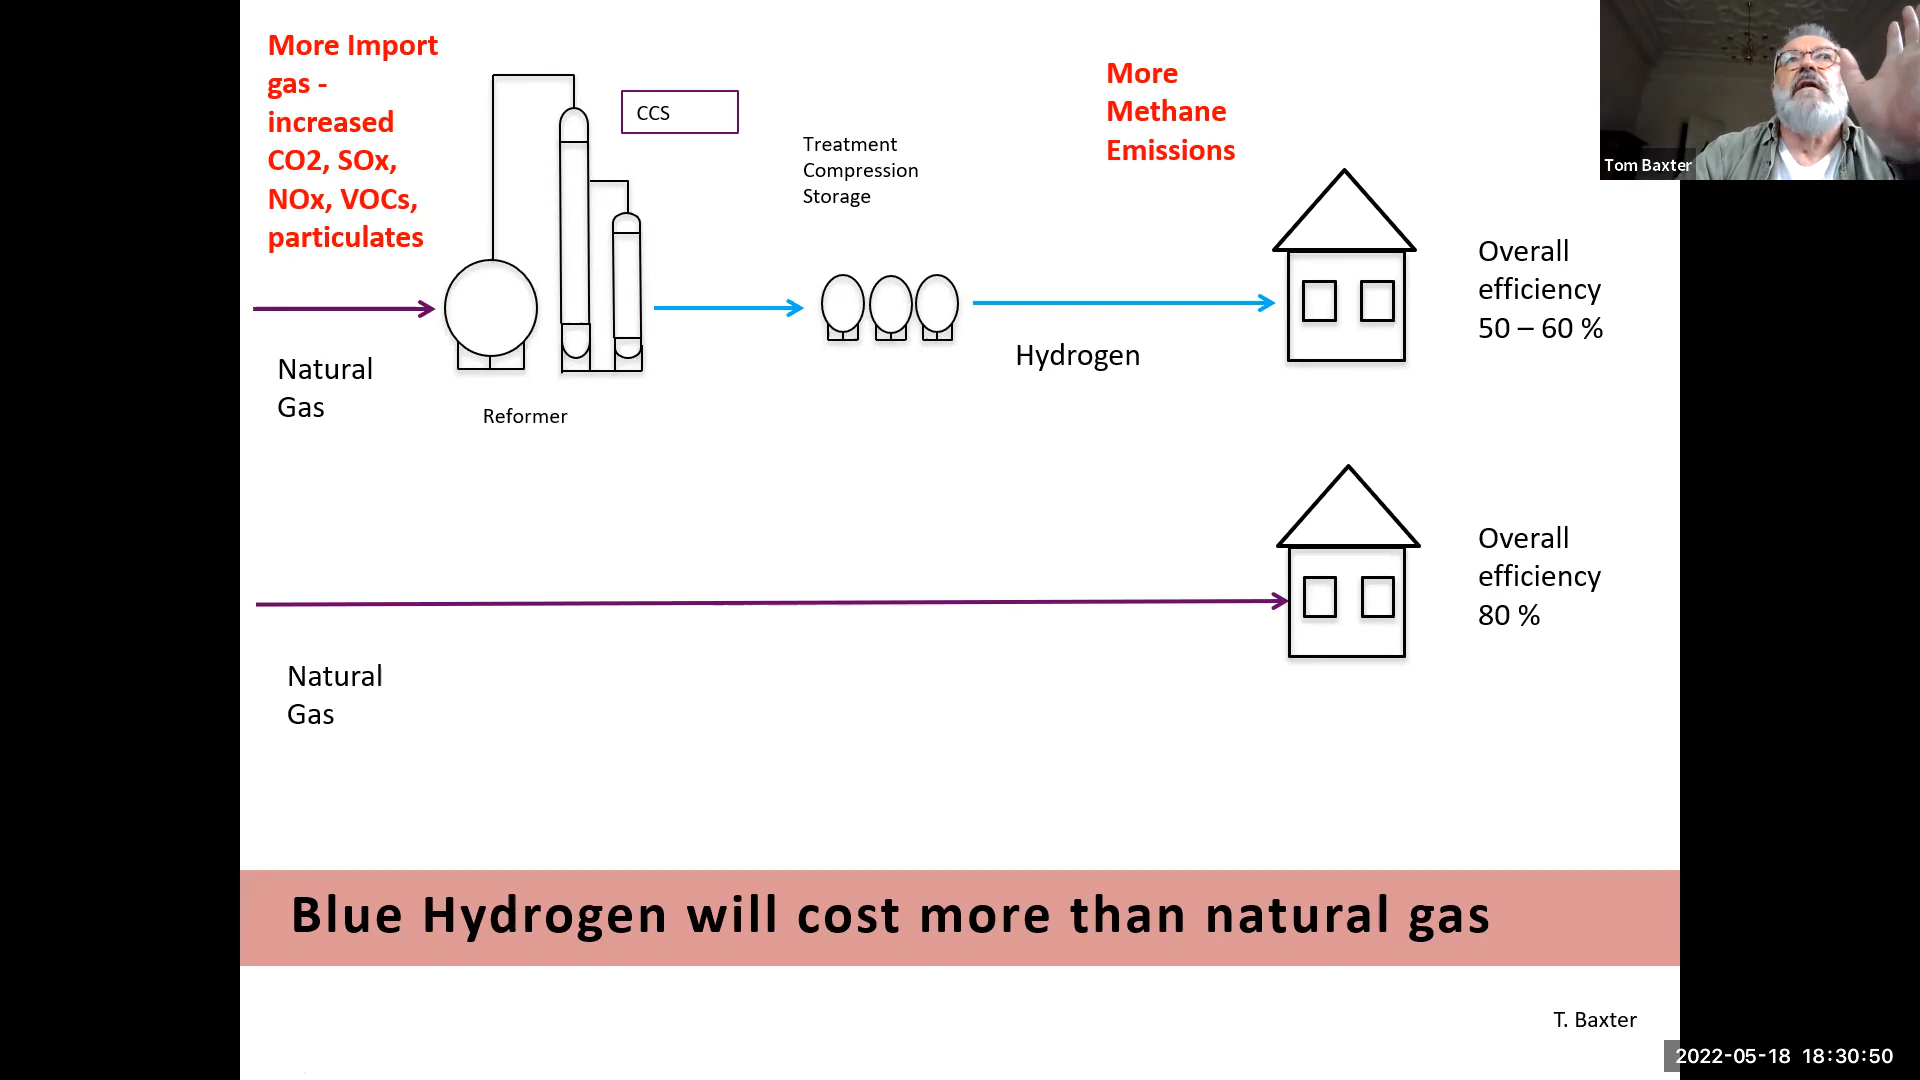 More Import
gas -
increased
CO2, SOx,
NOx, VOCs,
particulates
CCS
Treatment
Compression
Storage
More
Methane
Emissions
Tom Baxter
Overall
efficiency
50 – 60 %
Natural
Gas
Hydrogen
Reformer
Overall
efficiency
80 %
Natural
Gas
Blue Hydrogen will cost more than natural gas
T. Baxter
2022-05-18 18:30:50